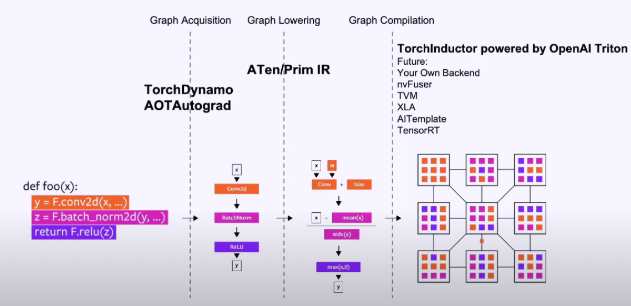 Graph Acquisition
Graph Lowering
Graph Compilation
TorchDynamo
AOTAutograd
ATen/Prim IR
TorchInductor powered by OpenAI Triton
Future:
Your Own Backend
nvFuser
TVM
XLA
AITemplate
TensorRT
def foo(x):
y = F.conv2d(x, ...)
z = F.batch_norm2d(y, ...)
return F.relu(z)
x
Conv2d
BatchNorm
ReLU
y
x w
Conv + bias
x - mean(x)
stdv(x)
max(x,0)
y